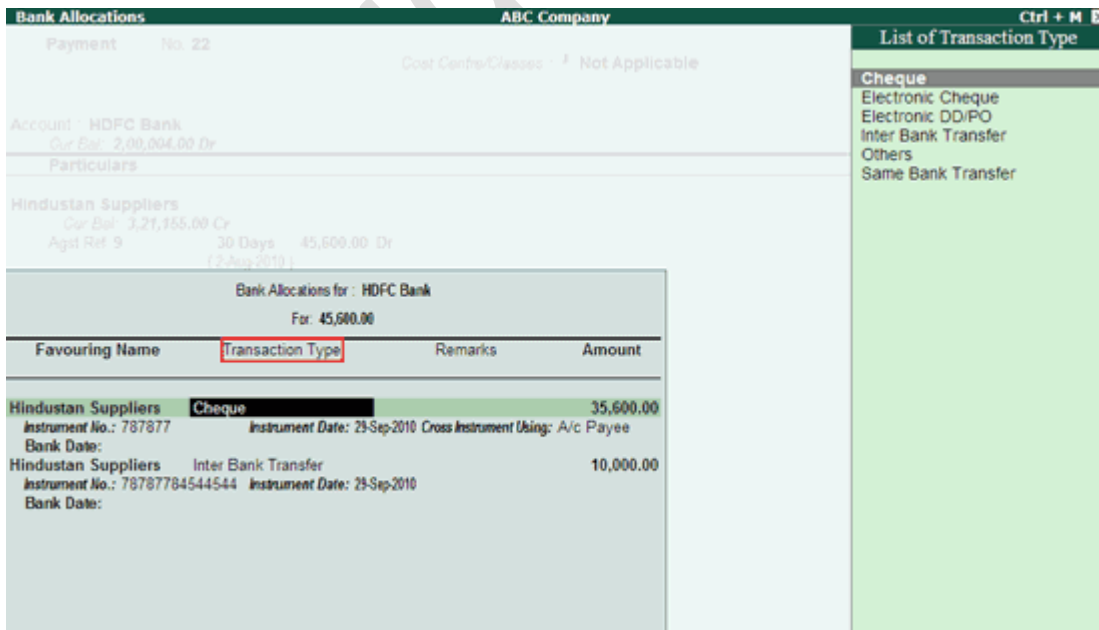 Bank Allocations ABC Company Ctrl + M
Payment No. 22
Cost Centre/Classes : Not Applicable
Account : HDFC Bank
Cur Bal: 2,00,004.00 Dr
Particulars
Hindustan Suppliers
Cur Bal: 3,21,155.00 Cr
Agst Ref 9 30 Days 45,600.00 Dr
(2-Aug-2010)
Bank Allocations for : HDFC Bank
For: 45,600.00
Favouring Name Transaction Type Remarks Amount
Hindustan Suppliers Cheque 35,600.00
Instrument No.: 787877 Instrument Date: 29-Sep-2010 Cross Instrument Using: A/c Payee
Bank Date:
Hindustan Suppliers Inter Bank Transfer 10,000.00
Instrument No.: 78787784544544 Instrument Date: 29-Sep-2010
Bank Date:
List of Transaction Type
Cheque
Electronic Cheque
Electronic DD/PO
Inter Bank Transfer
Others
Same Bank Transfer